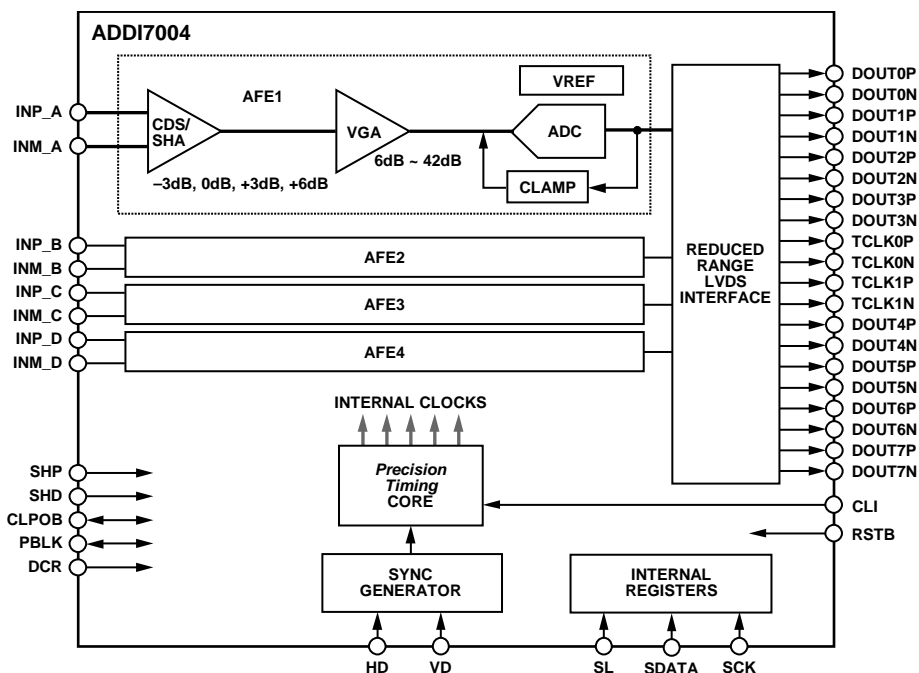 ADDI7004
AFE1
VREF
INP_A
INM_A
CDS/
SHA
VGA
ADC
–3dB, 0dB, +3dB, +6dB
6dB ~ 42dB
CLAMP
INP_B
INM_B
AFE2
INP_C
INM_C
AFE3
INP_D
INM_D
AFE4
REDUCED
RANGE
LVDS
INTERFACE
DOUT0P
DOUT0N
DOUT1P
DOUT1N
DOUT2P
DOUT2N
DOUT3P
DOUT3N
TCLK0P
TCLK0N
TCLK1P
TCLK1N
DOUT4P
DOUT4N
DOUT5P
DOUT5N
DOUT6P
DOUT6N
DOUT7P
DOUT7N
CLI
RSTB
INTERNAL CLOCKS
Precision
Timing
CORE
SHP
SHD
CLPOB
PBLK
DCR
SYNC
GENERATOR
INTERNAL
REGISTERS
HD
VD
SL
SDATA
SCK